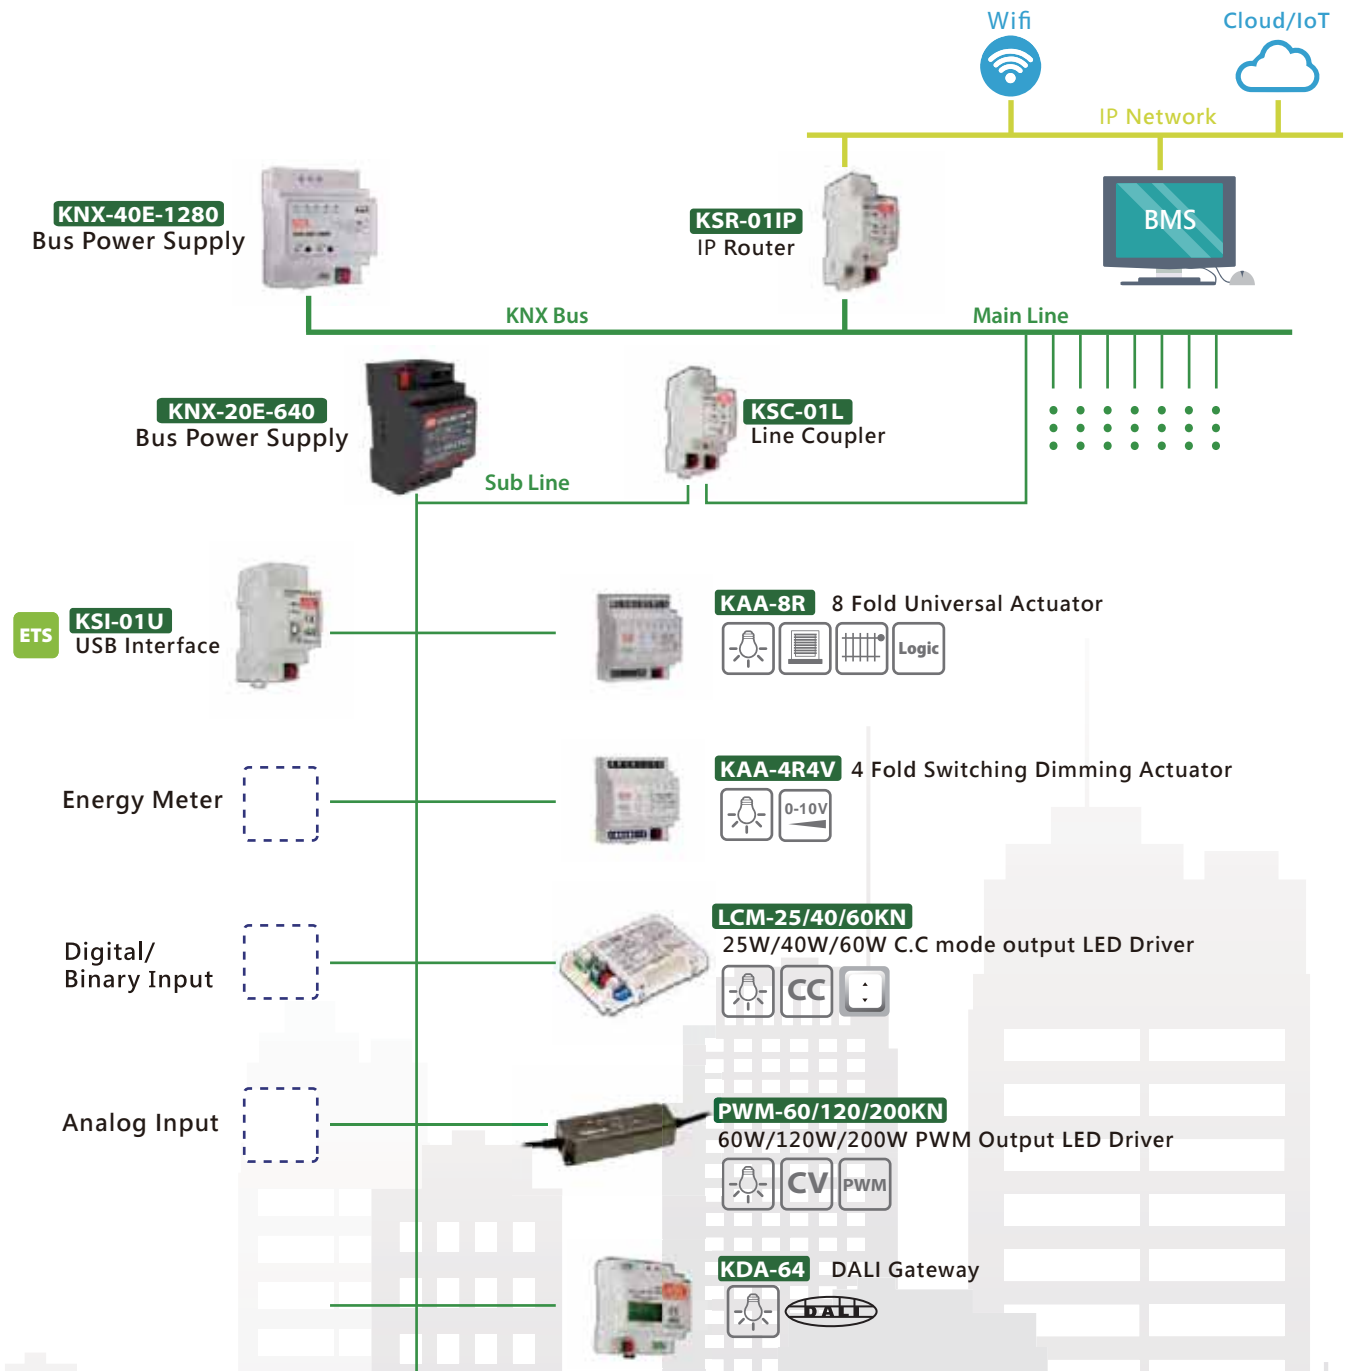 Wifi
Cloud/IoT
IP Network
KNX-40E-1280
Bus Power Supply
KSR-01IP
IP Router
BMS
KNX Bus
Main Line
KNX-20E-640
Bus Power Supply
KSC-01L
Line Coupler
Sub Line
ETS
KSI-01U
USB Interface
KAA-8R 8 Fold Universal Actuator
Logic
Energy Meter
KAA-4R4V 4 Fold Switching Dimming Actuator
0-10V
Digital/
Binary Input
LCM-25/40/60KN
25W/40W/60W C.C mode output LED Driver
CC
Analog Input
PWM-60/120/200KN
60W/120W/200W PWM Output LED Driver
CV
PWM
KDA-64 DALI Gateway
DALI